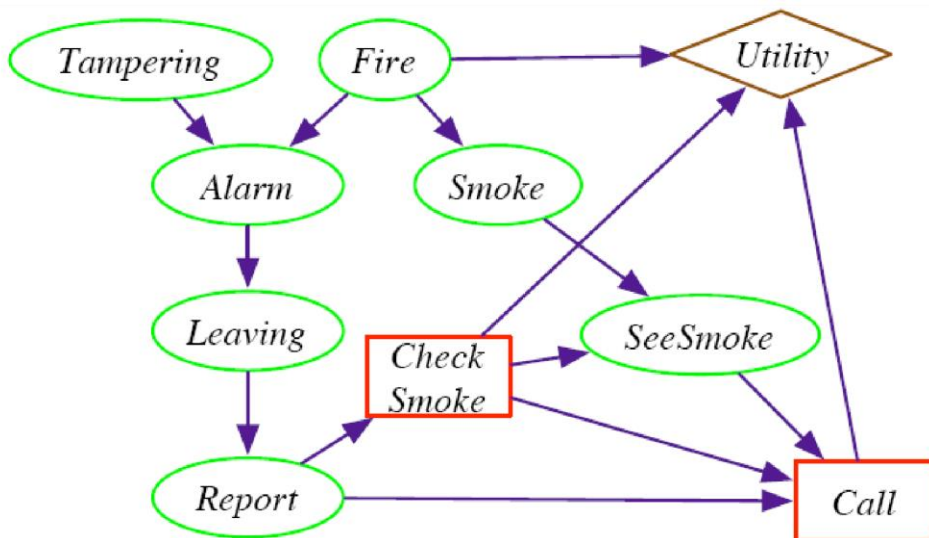 Tampering
Fire
Utility
Alarm
Smoke
Leaving
Check
Smoke
SeeSmoke
Report
Call